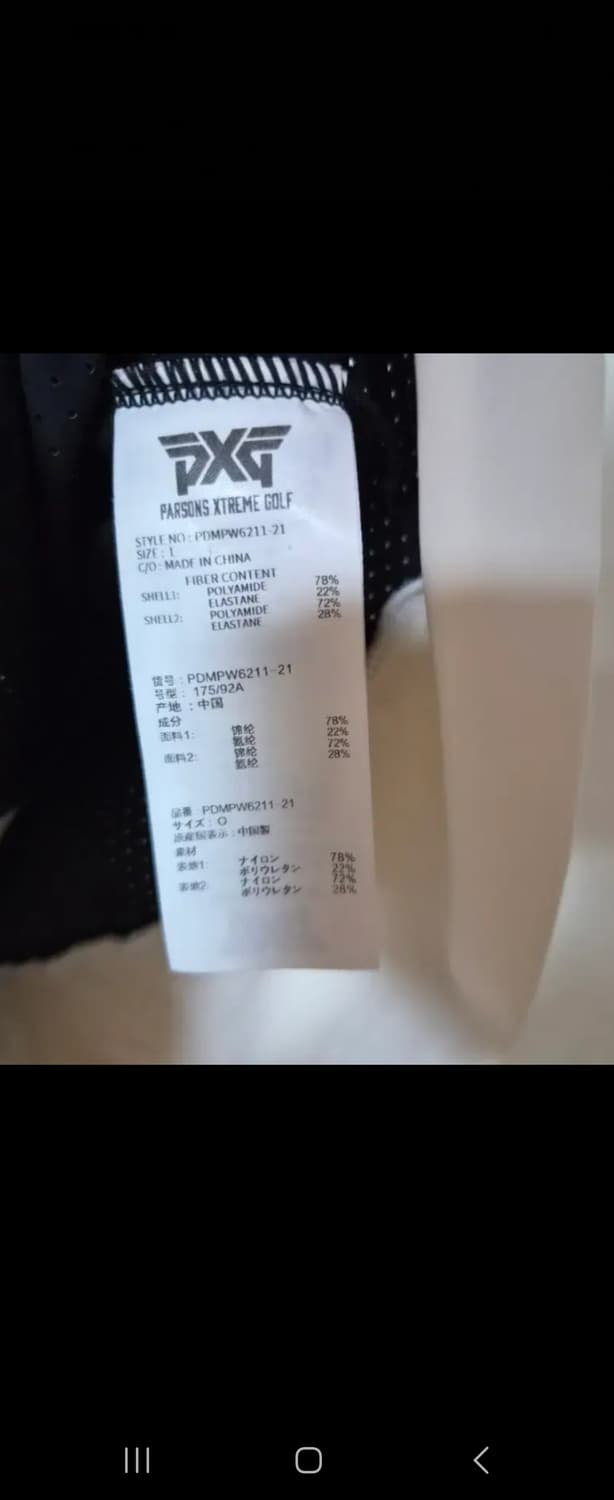 PXG
PARSONS XTREME GOLF
STYLE NO : PDMPW6211-21
SIZE : L
C/O : MADE IN CHINA
FIBER CONTENT
SHELL1: POLYAMIDE 78%
ELASTANE 22%
SHELL2: POLYAMIDE 72%
ELASTANE 28%
货号 : PDMPW6211-21
号型 : 175/92A
产地 : 中国
成分
面料1: 锦纶 78%
氨纶 22%
面料2: 锦纶 72%
氨纶 28%
品番 PDMPW6211-21
サイズ : O
原産国表示 : 中国製
素材
表地1: ナイロン 78%
ポリウレタン 22%
表地2: ナイロン 72%
ポリウレタン 28%